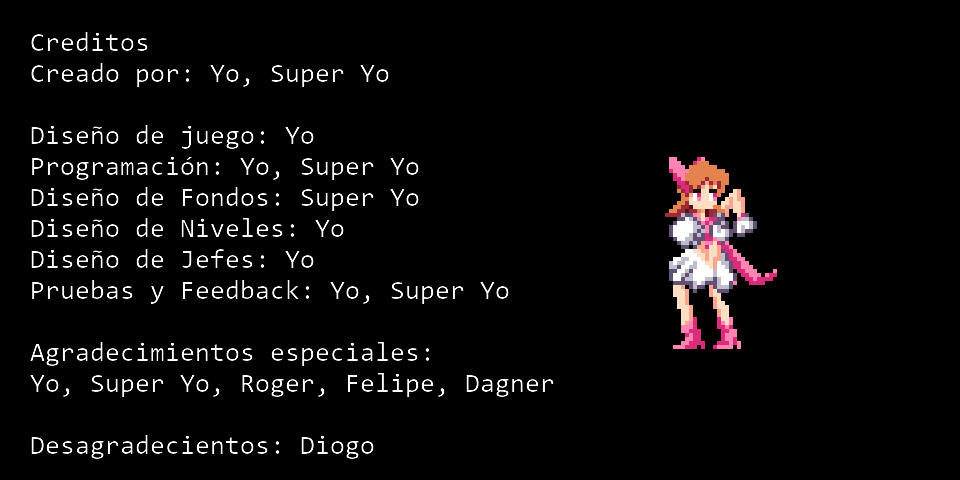 Creditos
Creado por: Yo, Super Yo
Diseño de juego: Yo
Programación: Yo, Super Yo
Diseño de Fondos: Super Yo
Diseño de Niveles: Yo
Diseño de Jefes: Yo
Pruebas y Feedback: Yo, Super Yo
Agradecimientos especiales:
Yo, Super Yo, Roger, Felipe, Dagner
Desagradecientos: Diogo